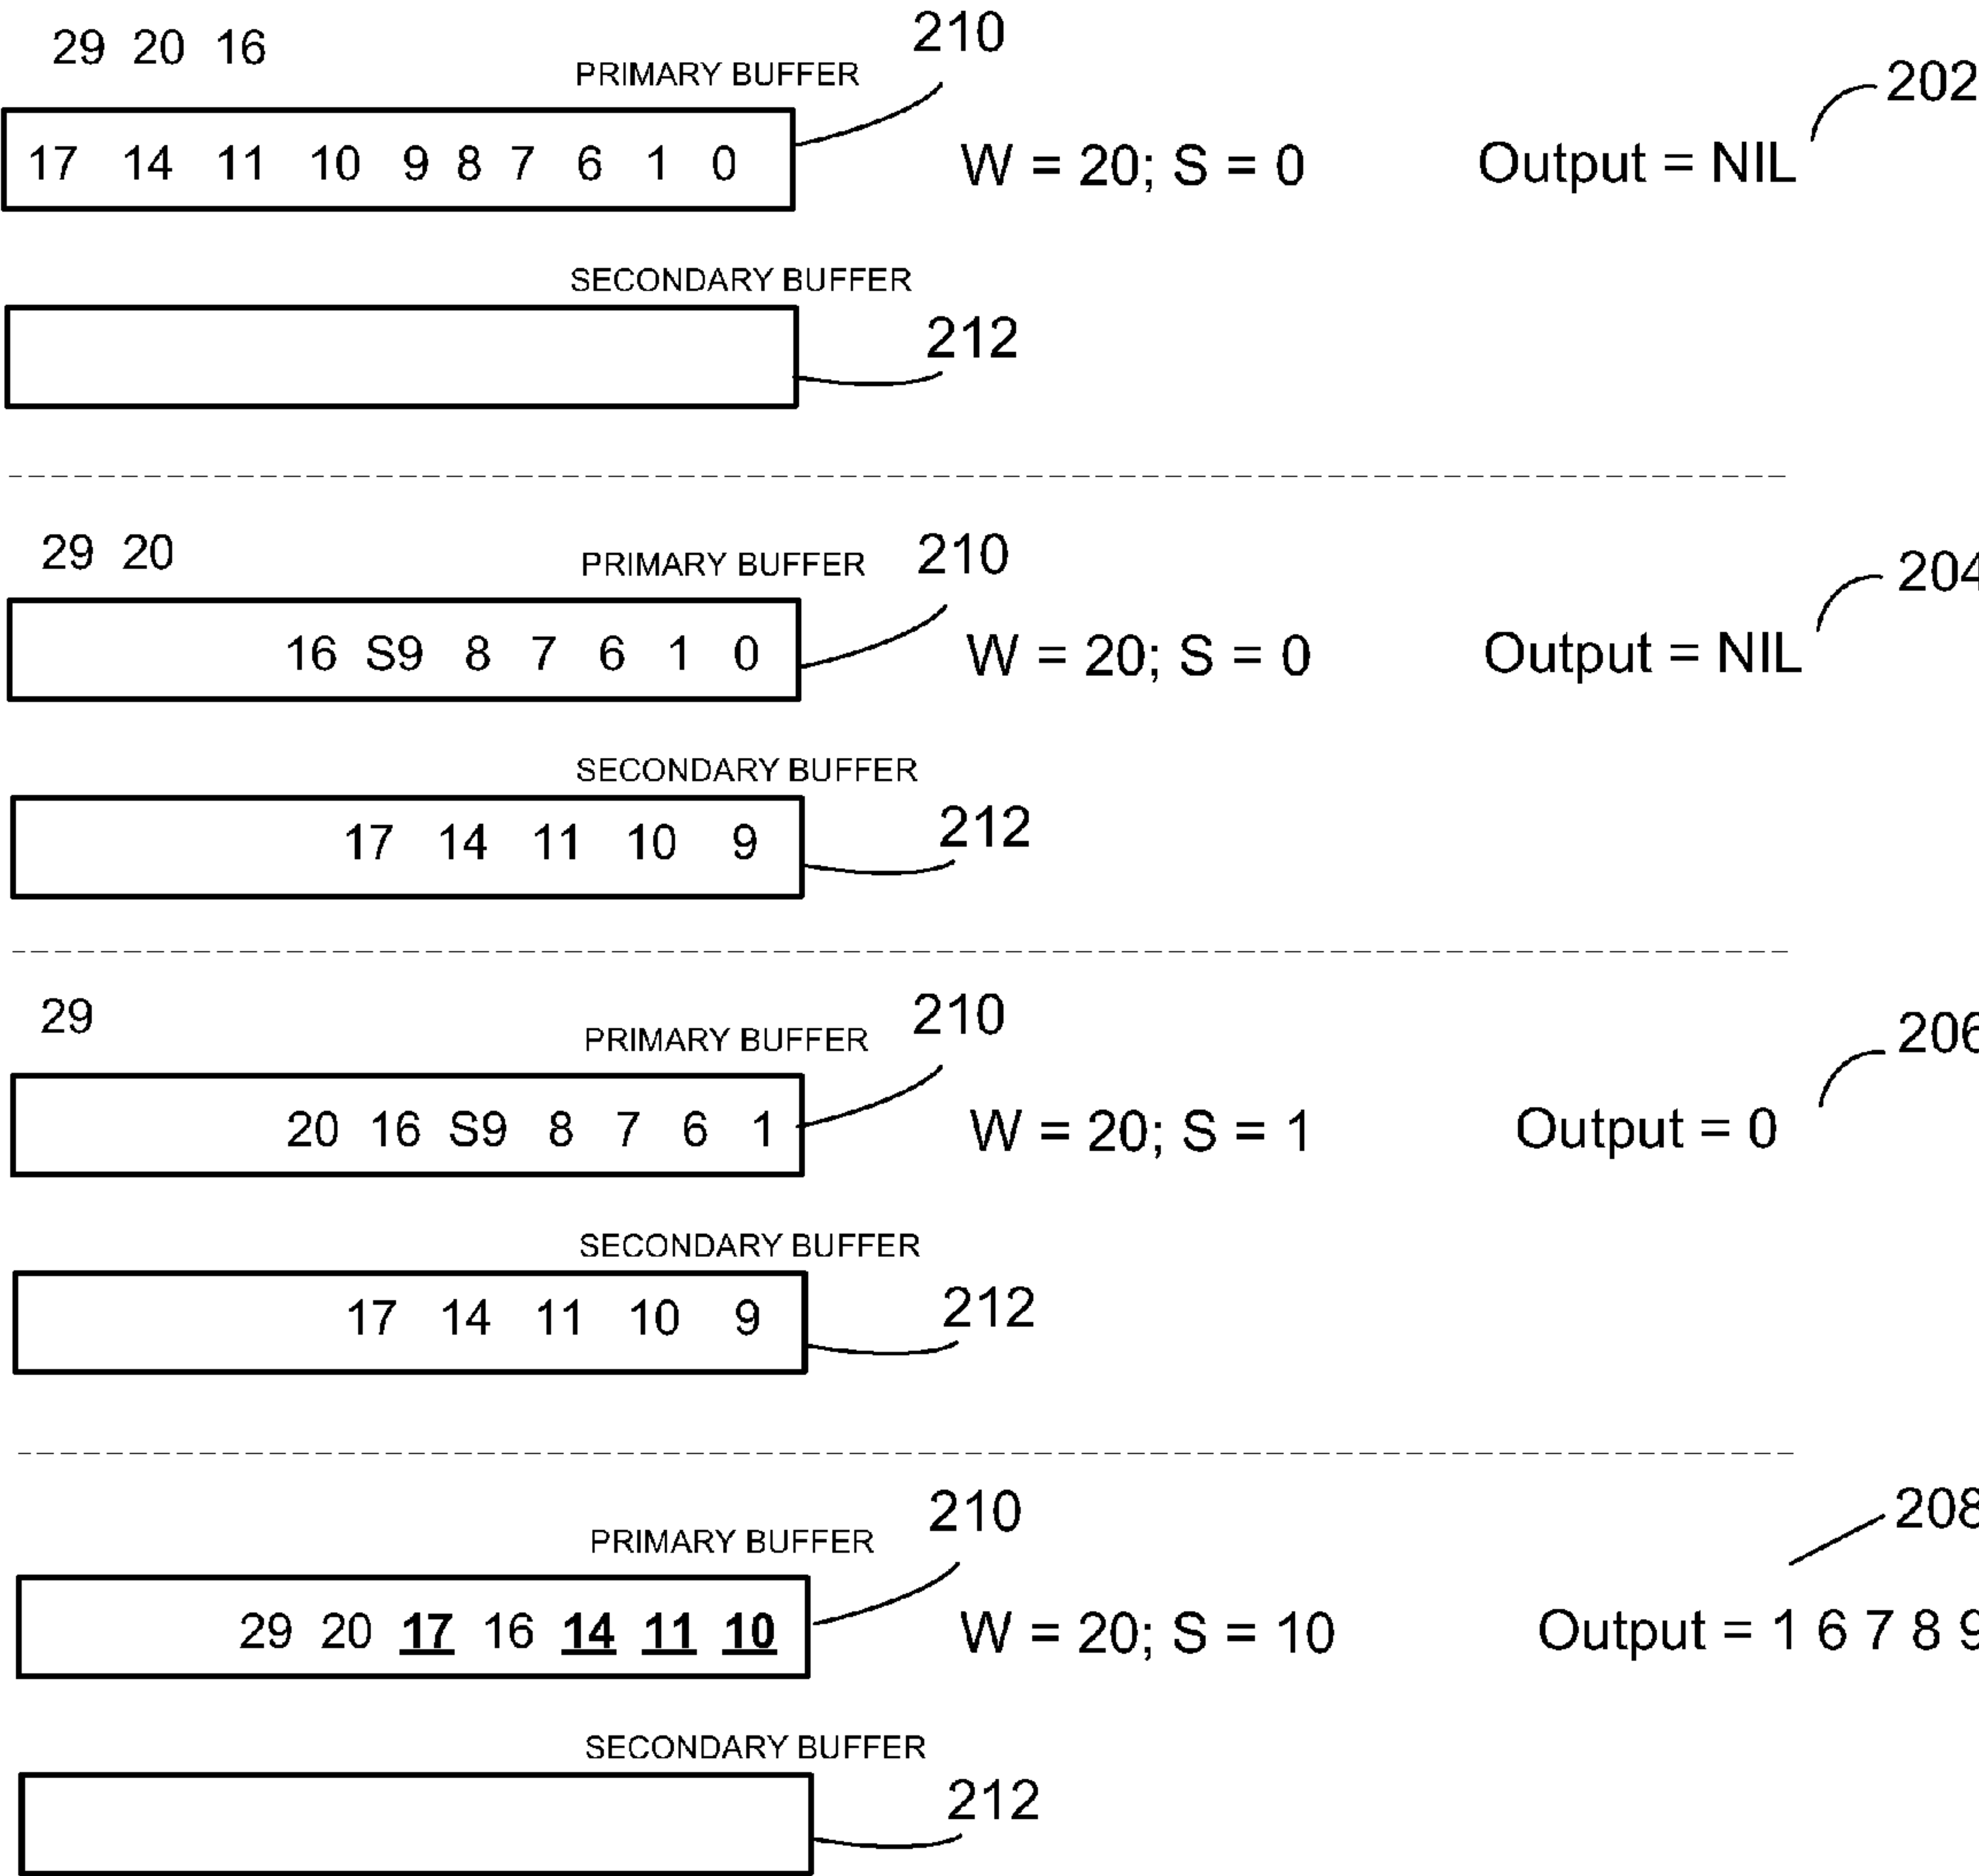 29 20 16
PRIMARY BUFFER
210
202
17 14 11 10 9 8 7 6 1 0
W = 20; S = 0
Output = NIL
SECONDARY BUFFER
212
29 20
PRIMARY BUFFER
210
204
16 S9 8 7 6 1 0
W = 20; S = 0
Output = NIL
SECONDARY BUFFER
212
17 14 11 10 9
29
PRIMARY BUFFER
210
206
20 16 S9 8 7 6 1
W = 20; S = 1
Output = 0
SECONDARY BUFFER
212
17 14 11 10 9
PRIMARY BUFFER
210
208
29 20 17 16 14 11 10
W = 20; S = 10
Output = 1 6 7 8 9
SECONDARY BUFFER
212